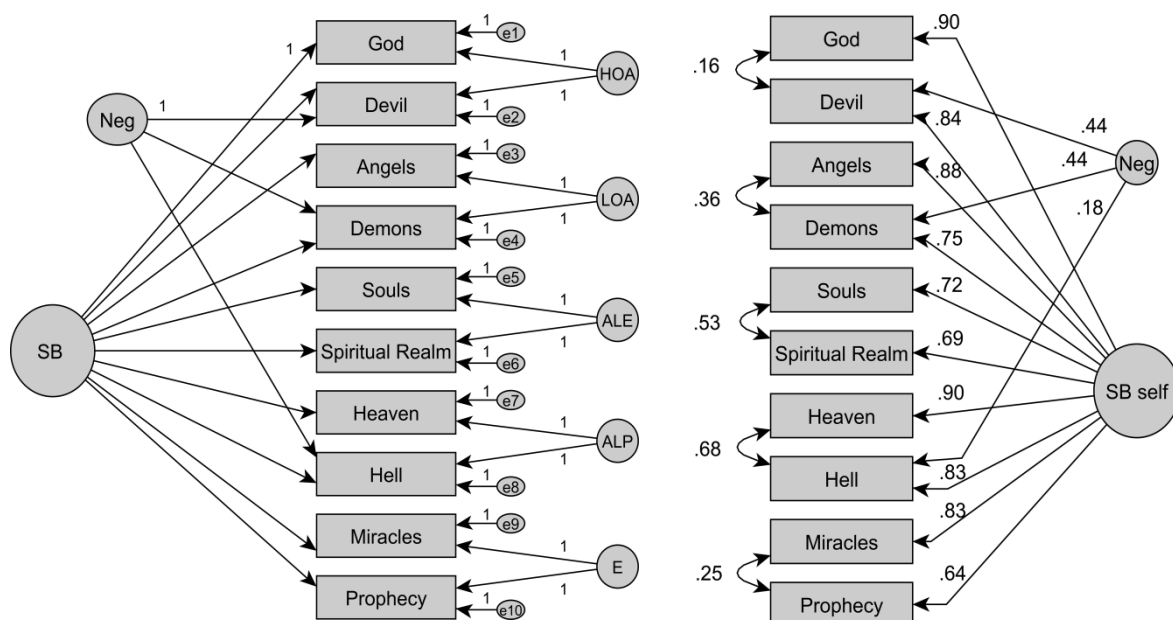 1
God
1
e1
1
HOA
1
Neg
1
Devil
1
e2
Angels
1
e3
1
LOA
1
Demons
1
e4
Souls
1
e5
1
ALE
1
SB
Spiritual Realm
1
e6
Heaven
1
e7
1
ALP
1
Hell
1
e8
Miracles
1
e9
1
E
1
Prophecy
1
e10
God
.90
.16
Devil
.84
.44
Neg
Angels
.88
.44
.36
.18
Demons
.75
Souls
.72
.53
Spiritual Realm
.69
SB self
Heaven
.90
.68
Hell
.83
Miracles
.83
.25
Prophecy
.64